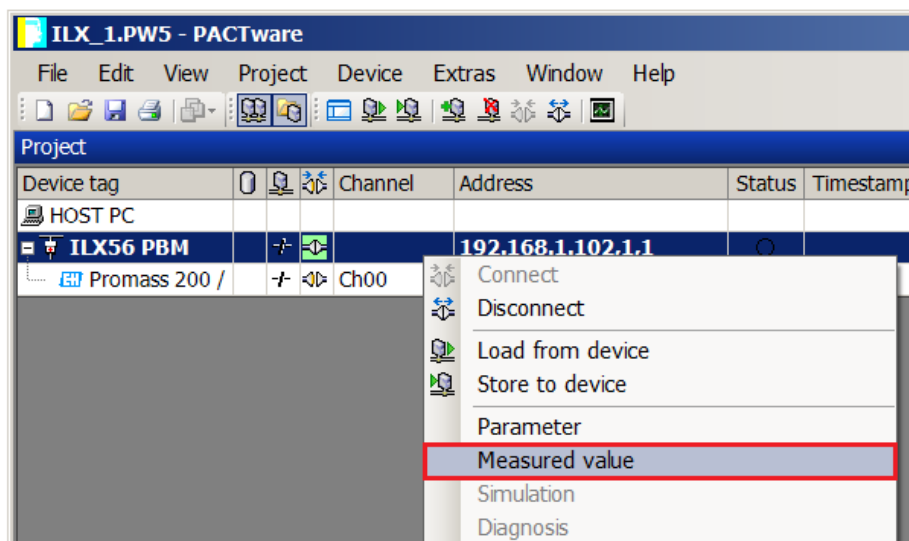 ILX_1.PW5 - PACTware
File Edit View Project Device Extras Window Help
Project
Device tag Channel Address Status Timestamp
HOST PC
ILX56 PBM 192.168.1.102,1,1
Promass 200 / Ch00
Connect
Disconnect
Load from device
Store to device
Parameter
Measured value
Simulation
Diagnosis